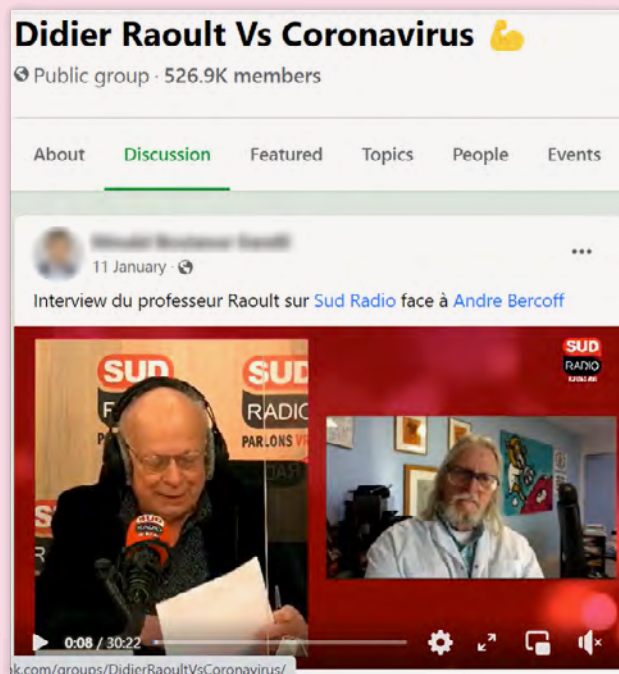 Didier Raoult Vs Coronavirus 💪
Public group · 526.9K members
About Discussion Featured Topics People Events
11 January ·
Interview du professeur Raoult sur Sud Radio face à Andre Bercoff
SUD
RADIO
SUD
RADIO
PARLONS VR
SUD
RADIO
SUD
0:08 / 30:22
k.com/groups/DidierRaoultVsCoronavirus/